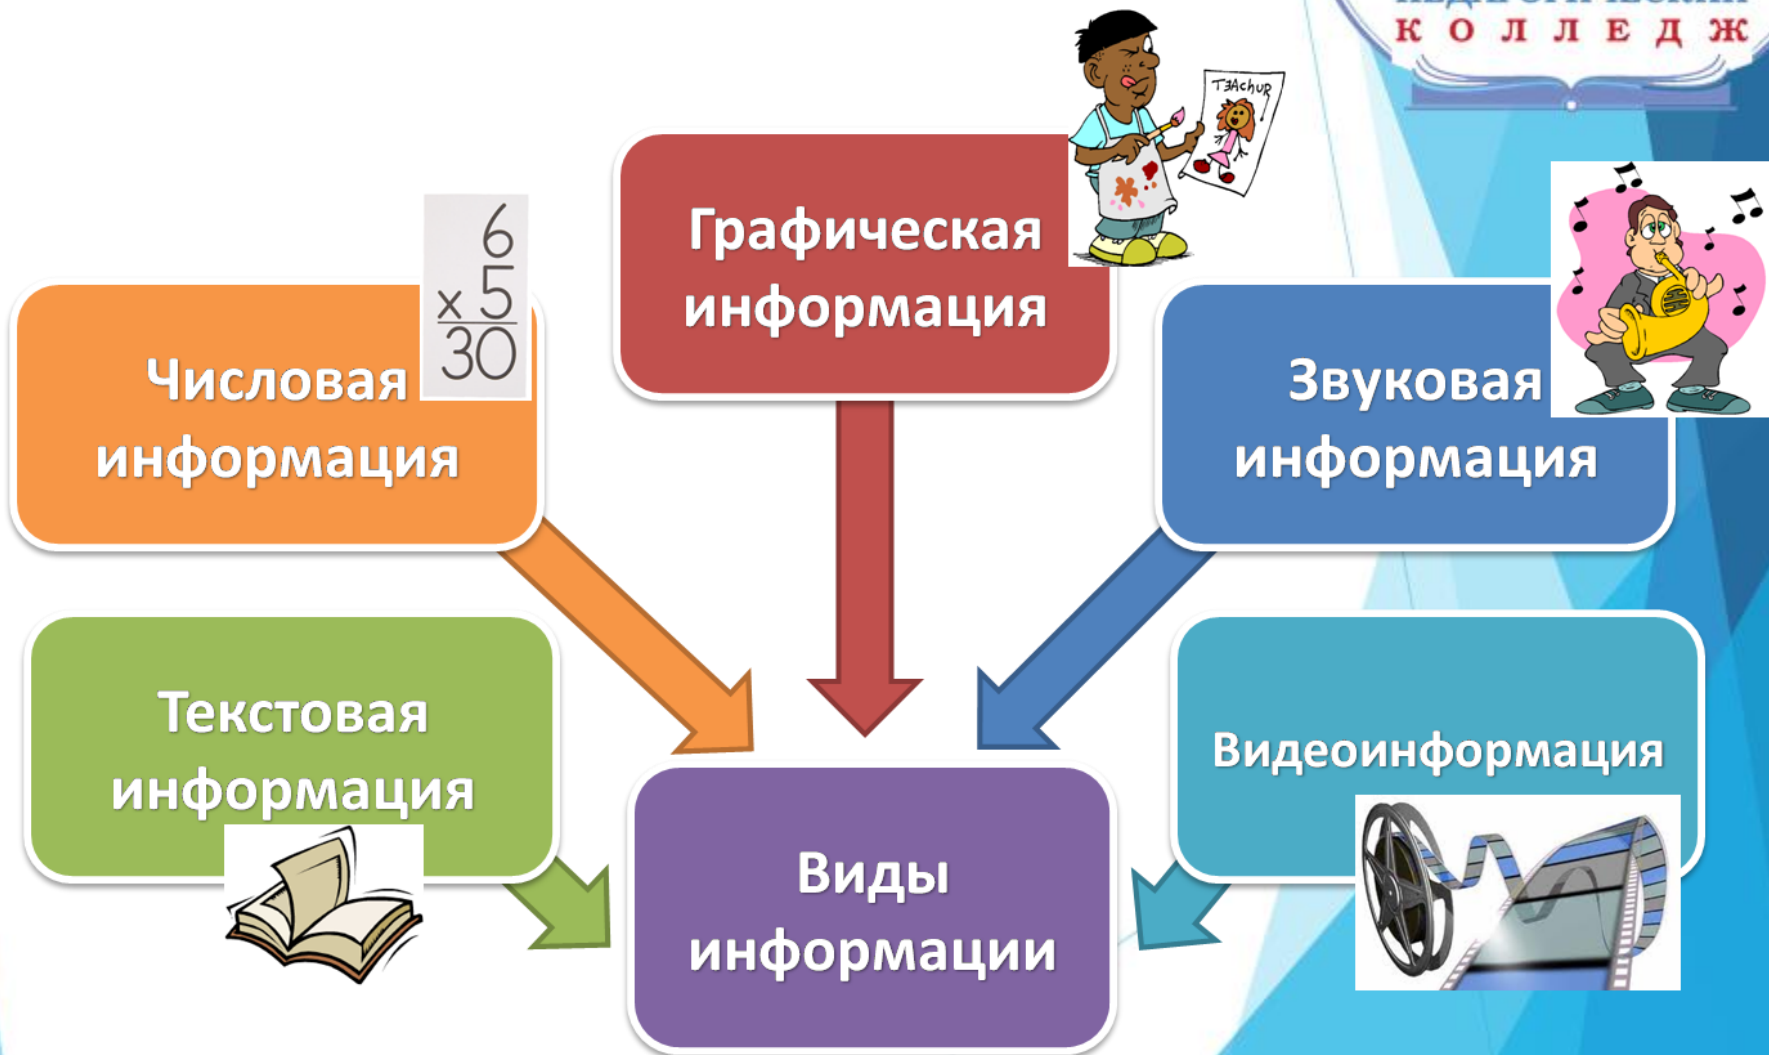 КОЛЛЕДЖ
TEAchUR
Графическая
информация
6
x 5
30
Числовая
информация
Звуковая
информация
Текстовая
информация
Видеоинформация
Виды
информации